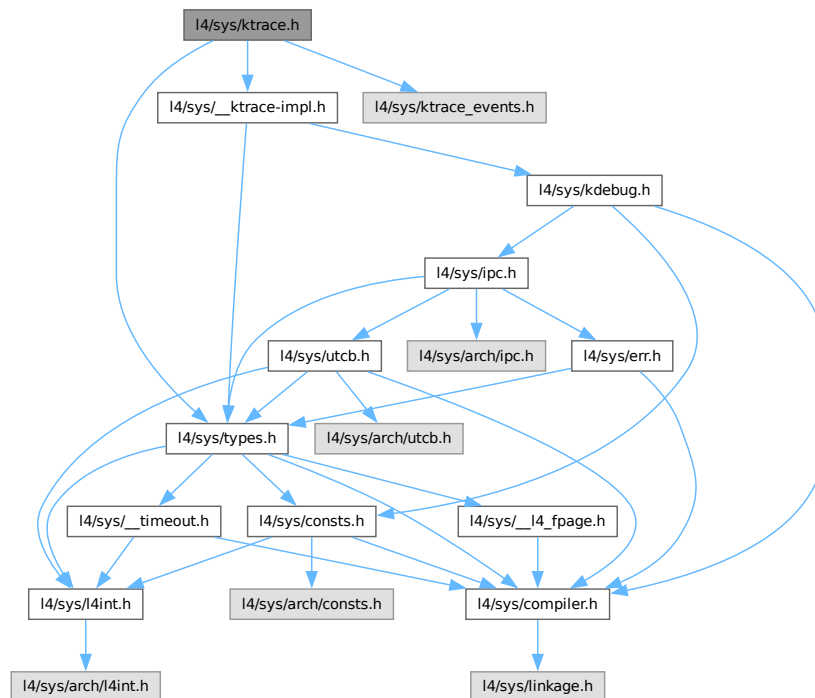 l4/sys/ktrace.h
l4/sys/__ktrace-impl.h
l4/sys/ktrace_events.h
l4/sys/kdebug.h
l4/sys/ipc.h
l4/sys/utcb.h
l4/sys/arch/ipc.h
l4/sys/err.h
l4/sys/types.h
l4/sys/arch/utcb.h
l4/sys/__timeout.h
l4/sys/consts.h
l4/sys/__l4_fpage.h
l4/sys/l4int.h
l4/sys/arch/consts.h
l4/sys/compiler.h
l4/sys/arch/l4int.h
l4/sys/linkage.h